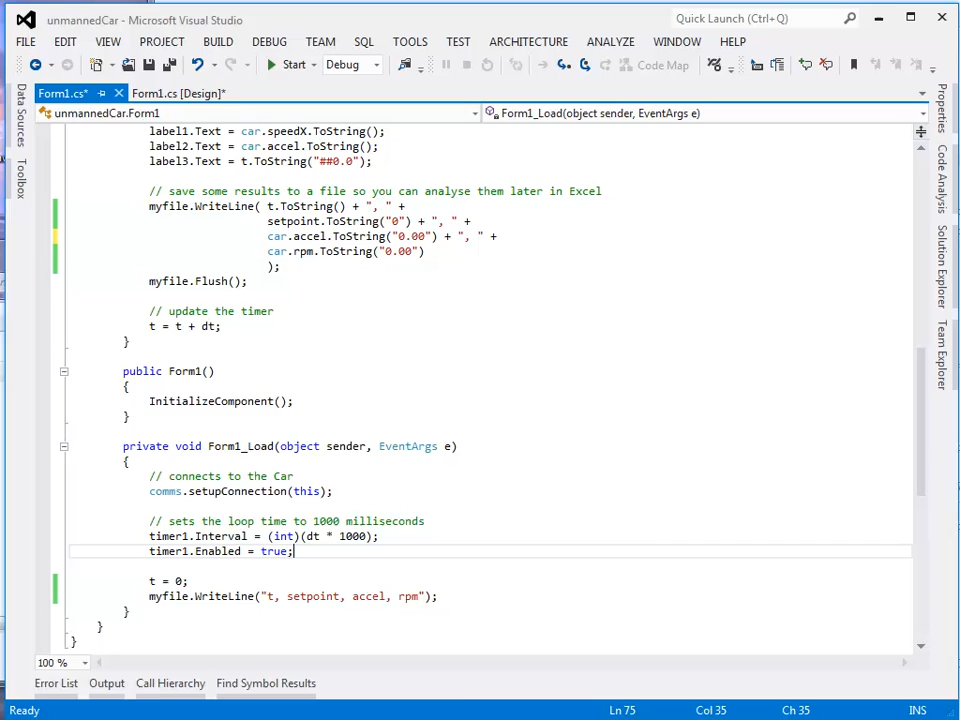 unmannedCar - Microsoft Visual Studio
Quick Launch (Ctrl+Q)
FILE EDIT VIEW PROJECT BUILD DEBUG TEAM SQL TOOLS TEST ARCHITECTURE ANALYZE WINDOW HELP
Start Debug Code Map
Form1.cs* Form1.cs [Design]*
unmannedCar.Form1 Form1_Load(object sender, EventArgs e)
Data Sources
Toolbox
Properties
Code Analysis
Solution Explorer
Team Explorer
label1.Text = car.speedX.ToString();
label2.Text = car.accel.ToString();
label3.Text = t.ToString("##0.0");
// save some results to a file so you can analyse them later in Excel
myfile.WriteLine( t.ToString() + ", " +
setpoint.ToString("0") + ", " +
car.accel.ToString("0.00") + ", " +
car.rpm.ToString("0.00")
);
myfile.Flush();
// update the timer
t = t + dt;
}
public Form1()
{
InitializeComponent();
}
private void Form1_Load(object sender, EventArgs e)
{
// connects to the Car
comms.setupConnection(this);
// sets the loop time to 1000 milliseconds
timer1.Interval = (int)(dt * 1000);
timer1.Enabled = true;
t = 0;
myfile.WriteLine("t, setpoint, accel, rpm");
}
}
}
100 %
Error List Output Call Hierarchy Find Symbol Results
Ready Ln 75 Col 35 Ch 35 INS